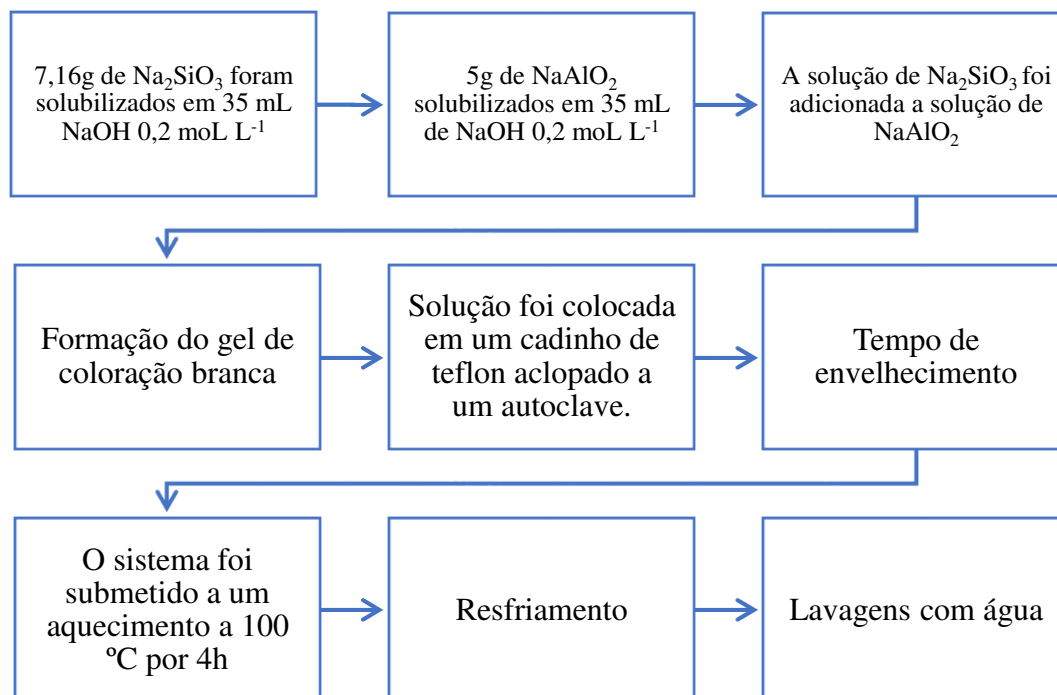 7,16g de Na₂SiO₃ foram
solubilizados em 35 mL
NaOH 0,2 moL L⁻¹
5g de NaAlO₂
solubilizados em 35 mL
de NaOH 0,2 moL L⁻¹
A solução de Na₂SiO₃ foi
adicionada a solução de
NaAlO₂
Formação do gel de
coloração branca
Solução foi colocada
em um cadinho de
teflon aclopado a
um autoclave.
Tempo de
envelhecimento
O sistema foi
submetido a um
aquecimento a 100
ºC por 4h
Resfriamento
Lavagens com água